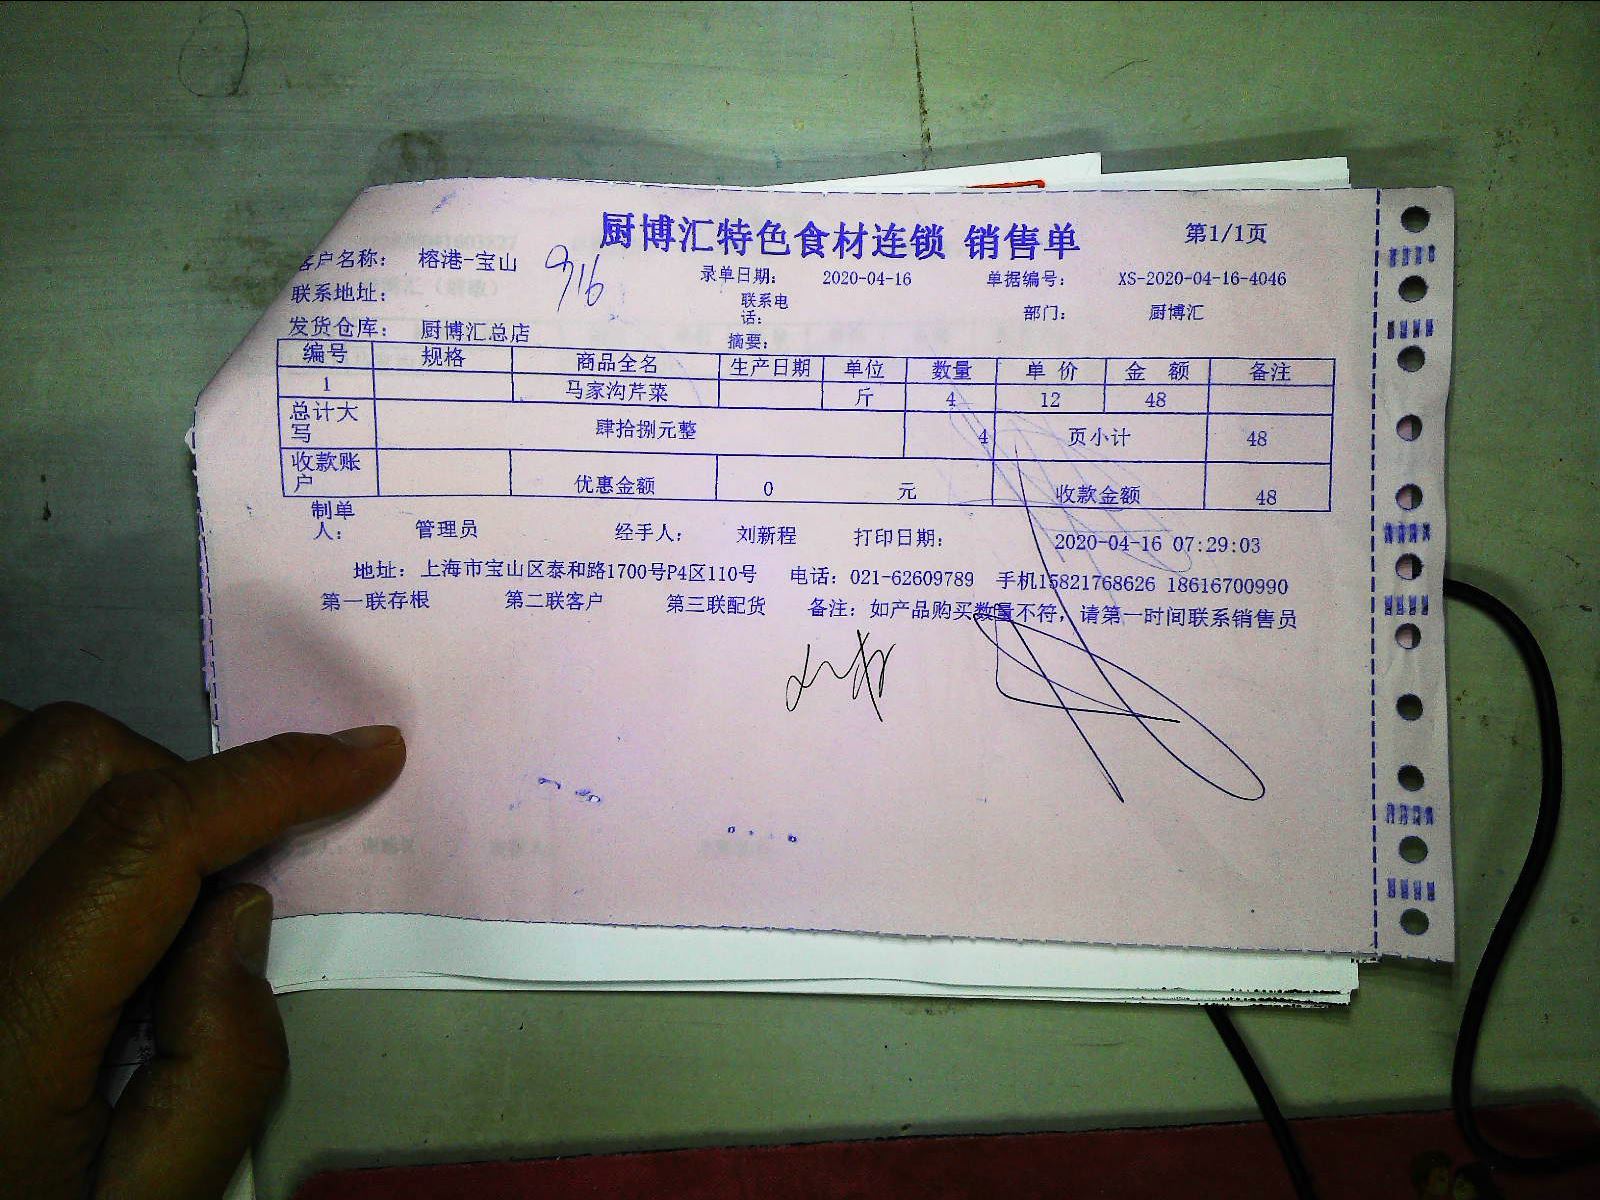 厨博汇特色食材连锁 销售单 第1/1页
客户名称： 榕港-宝山 916 录单日期： 2020-04-16 单据编号： XS-2020-04-16-4046
联系地址： 联系电话： 部门： 厨博汇
发货仓库： 厨博汇总店 摘要：
编号 规格 商品全名 生产日期 单位 数量 单 价 金 额 备注
1 马家沟芹菜 斤 4 12 48
总计大写 肆拾捌元整 4 页小计 48
收款账户 优惠金额 0 元 收款金额 48
制单人： 管理员 经手人： 刘新程 打印日期： 2020-04-16 07:29:03
地址：上海市宝山区泰和路1700号P4区110号 电话：021-62609789 手机15821768626 18616700990
第一联存根 第二联客户 第三联配货 备注：如产品购买数量不符，请第一时间联系销售员